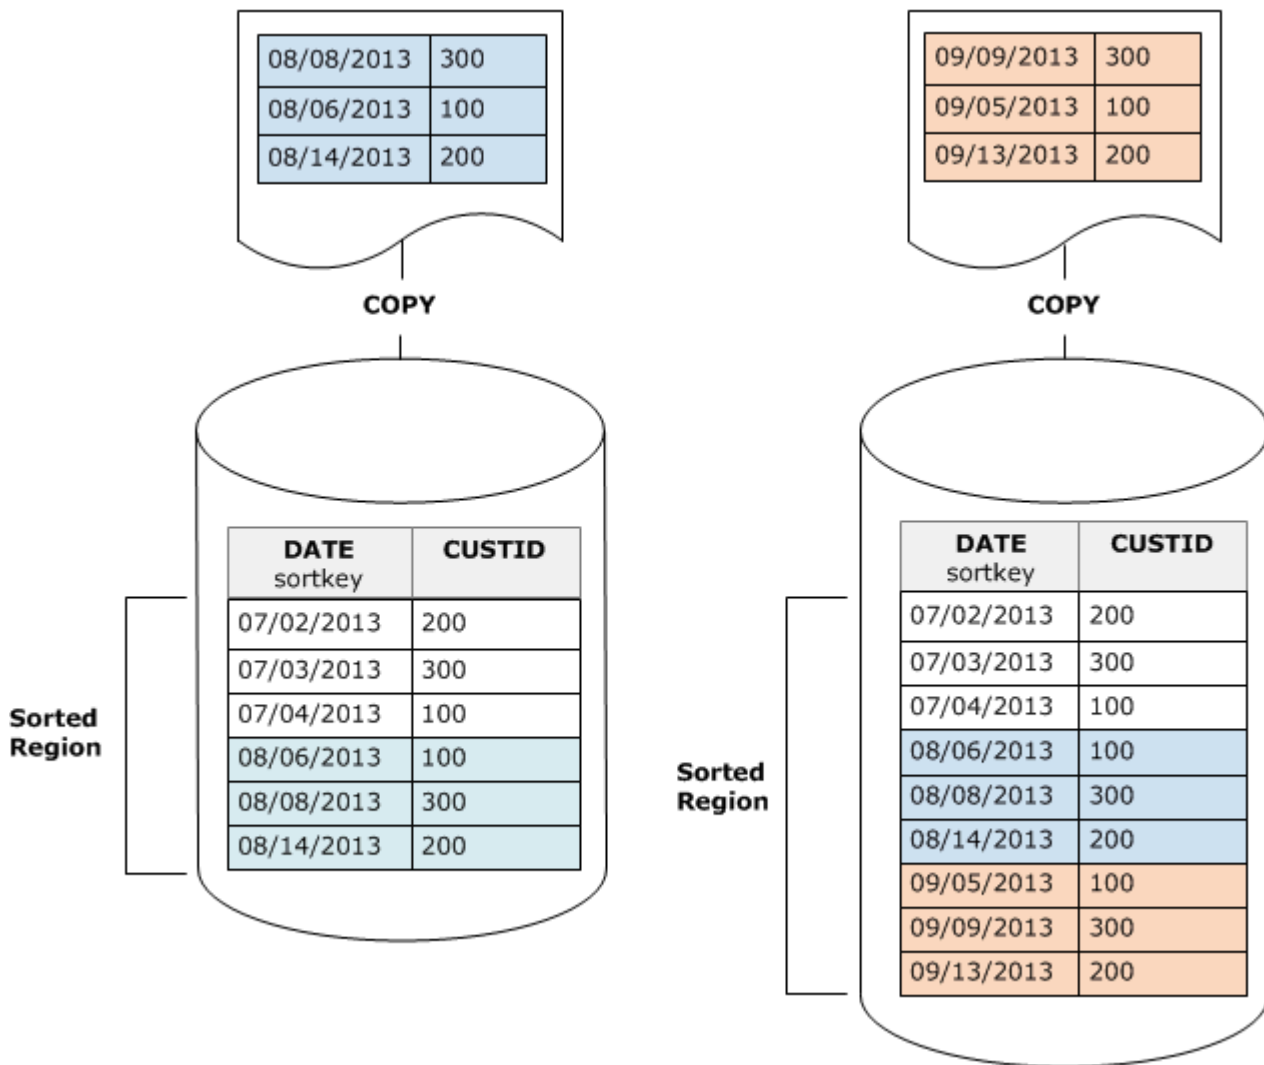 08/08/2013 300
08/06/2013 100
08/14/2013 200
COPY
DATE CUSTID
sortkey
07/02/2013 200
07/03/2013 300
07/04/2013 100
08/06/2013 100
08/08/2013 300
08/14/2013 200
Sorted
Region
09/09/2013 300
09/05/2013 100
09/13/2013 200
COPY
DATE CUSTID
sortkey
07/02/2013 200
07/03/2013 300
07/04/2013 100
08/06/2013 100
08/08/2013 300
08/14/2013 200
09/05/2013 100
09/09/2013 300
09/13/2013 200
Sorted
Region